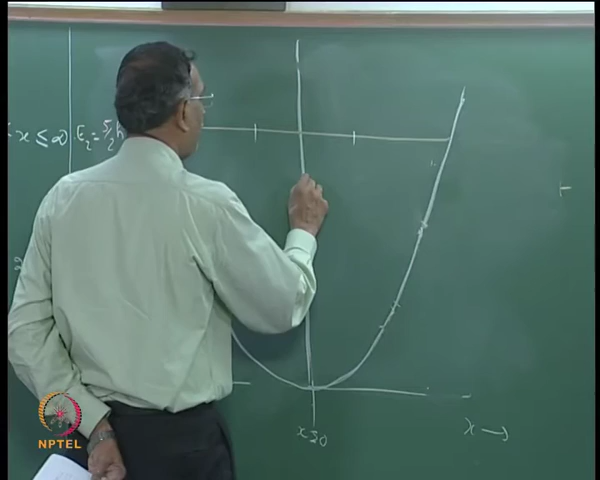 x ≤ ∞ E₂ = 5/2 h
x=0
x →
NPTEL